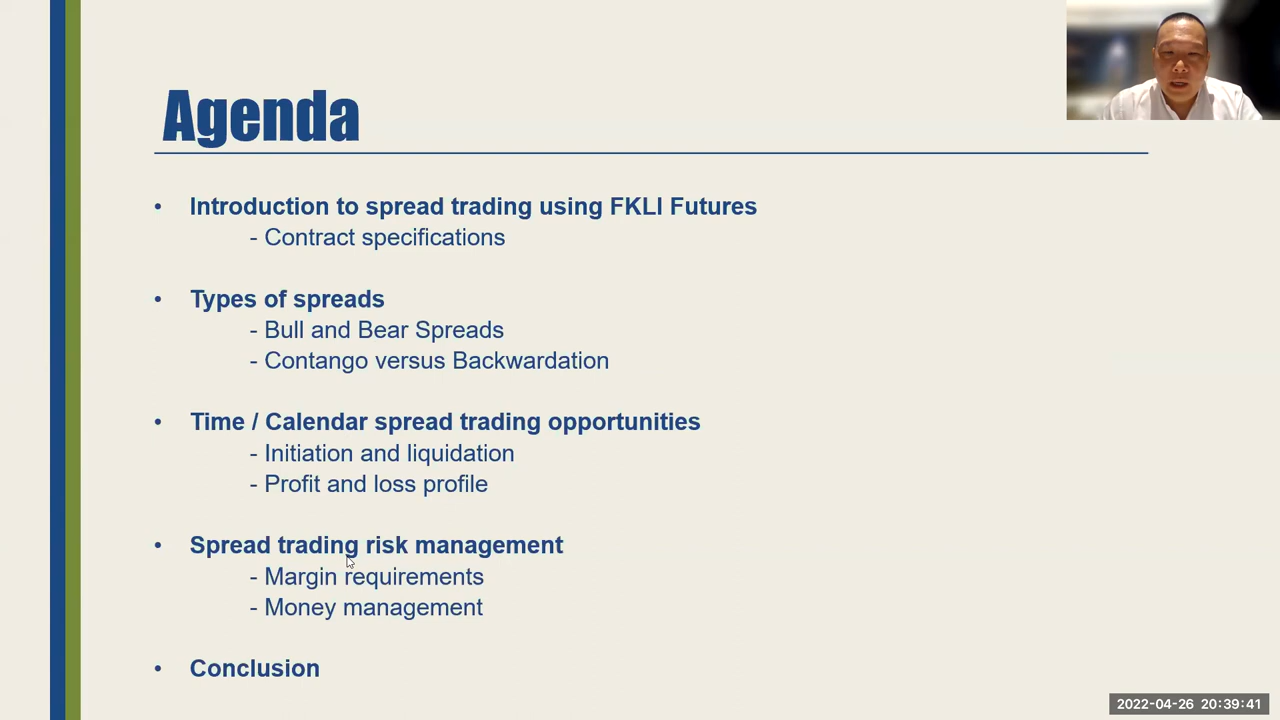 Agenda
• Introduction to spread trading using FKLI Futures
- Contract specifications
• Types of spreads
- Bull and Bear Spreads
- Contango versus Backwardation
• Time / Calendar spread trading opportunities
- Initiation and liquidation
- Profit and loss profile
• Spread trading risk management
- Margin requirements
- Money management
• Conclusion
2022-04-26 20:39:41